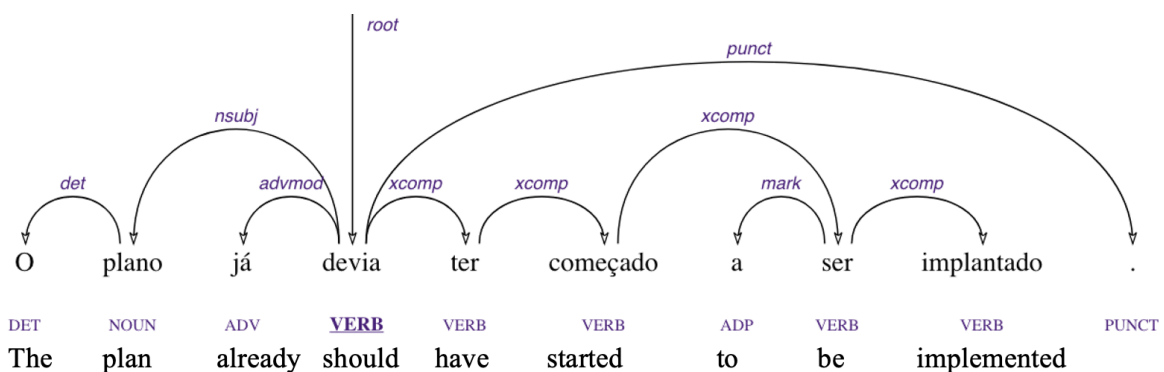 root
punct
nsubj xcomp
det advmod xcomp xcomp mark xcomp
O plano já devia ter começado a ser implantado .
DET NOUN ADV VERB VERB VERB ADP VERB VERB PUNCT
The plan already should have started to be implemented